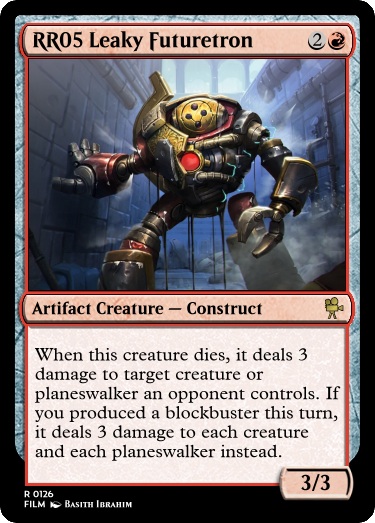 RR05 Leaky Futuretron 2
Artifact Creature — Construct
When this creature dies, it deals 3
damage to target creature or
planeswalker an opponent controls. If
you produced a blockbuster this turn,
it deals 3 damage to each creature
and each planeswalker instead.
3/3
R 0126
FILM Basith Ibrahim